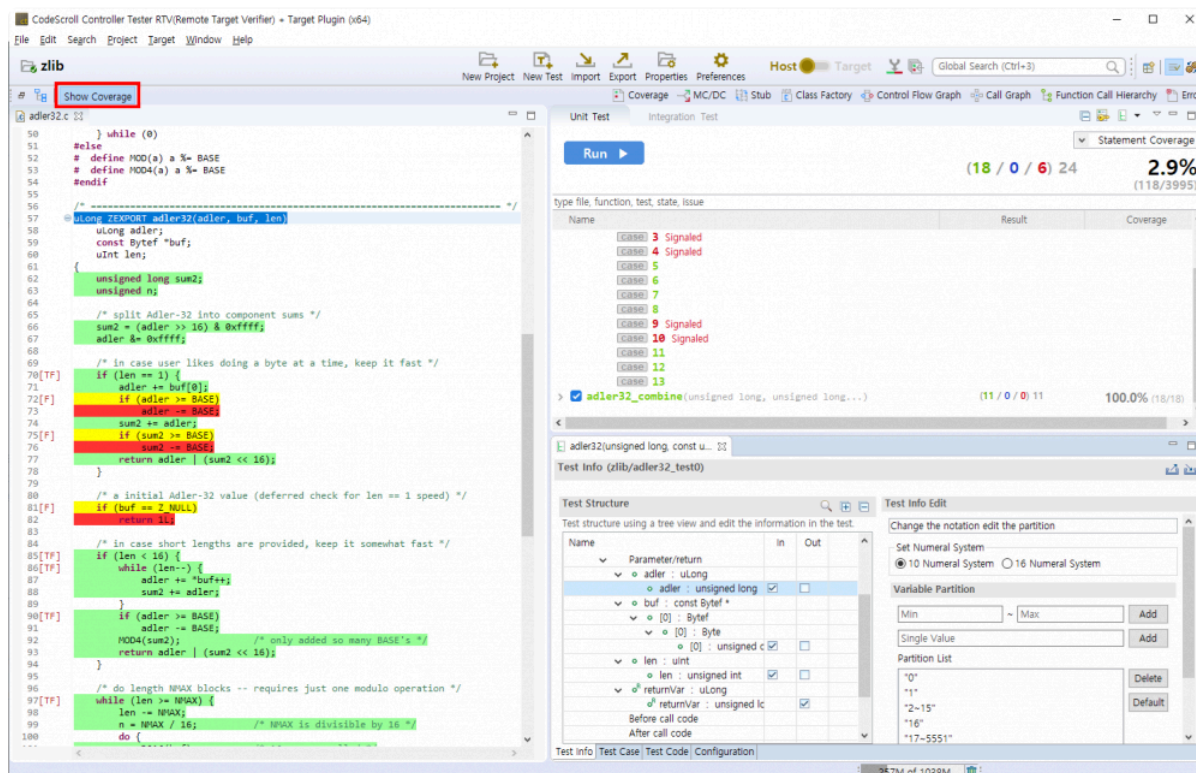 CodeScroll Controller Tester RTV(Remote Target Verifier) + Target Plugin (x64)
File Edit Search Project Target Window Help
zlib
New Project New Test Import Export Properties Preferences
Host Target
Global Search (Ctrl+3)
Show Coverage
Coverage MC/DC Stub Class Factory Control Flow Graph Call Graph Function Call Hierarchy Erro
adler32.c
50 } while (0)
51 #else
52 # define MOD(a) a %= BASE
53 # define MOD4(a) a %= BASE
54 #endif
55
56 /* ========================================================================= */
57 uLong ZEXPORT adler32(adler, buf, len)
58 uLong adler;
59 const Bytef *buf;
60 uInt len;
61 {
62 unsigned long sum2;
63 unsigned n;
64
65 /* split Adler-32 into component sums */
66 sum2 = (adler >> 16) & 0xffff;
67 adler &= 0xffff;
68
69 /* in case user likes doing a byte at a time, keep it fast */
70[TF] if (len == 1) {
71 adler += buf[0];
72[F] if (adler >= BASE)
73 adler -= BASE;
74 sum2 += adler;
75[F] if (sum2 >= BASE)
76 sum2 -= BASE;
77 return adler | (sum2 << 16);
78 }
79
80 /* a initial Adler-32 value (deferred check for len == 1 speed) */
81[F] if (buf == Z_NULL)
82 return 1L;
83
84 /* in case short lengths are provided, keep it somewhat fast */
85[TF] if (len < 16) {
86[TF] while (len--) {
87 adler += *buf++;
88 sum2 += adler;
89 }
90[TF] if (adler >= BASE)
91 adler -= BASE;
92 MOD4(sum2); /* only added so many BASE's */
93 return adler | (sum2 << 16);
94 }
95
96 /* do length NMAX blocks -- requires just one modulo operation */
97[TF] while (len >= NMAX) {
98 len -= NMAX;
99 n = NMAX / 16; /* NMAX is divisible by 16 */
100 do {
Unit Test Integration Test
Run
Statement Coverage
(18 / 0 / 6) 24
2.9%
(118/3995)
type file, function, test, state, issue
Name Result Coverage
case 3 Signaled
case 4 Signaled
case 5
case 6
case 7
case 8
case 9 Signaled
case 10 Signaled
case 11
case 12
case 13
adler32_combine(unsigned long, unsigned long...) (11 / 0 / 0) 11 100.0% (18/18)
adler32(unsigned long, const u...
Test Info (zlib/adler32_test0)
Test Structure
Test structure using a tree view and edit the information in the test.
Name In Out
Parameter/return
adler : uLong
adler : unsigned long
buf : const Bytef *
[0] : Bytef
[0] : Byte
[0] : unsigned c
len : uInt
len : unsigned int
returnVar : uLong
returnVar : unsigned lc
Before call code
After call code
Test Info Edit
Change the notation edit the partition
Set Numeral System
10 Numeral System 16 Numeral System
Variable Partition
Min ~ Max Add
Single Value Add
Partition List
"0"
"1"
"2~15"
"16"
"17~5551"
Delete
Default
Test Info Test Case Test Code Configuration
257M of 1038M